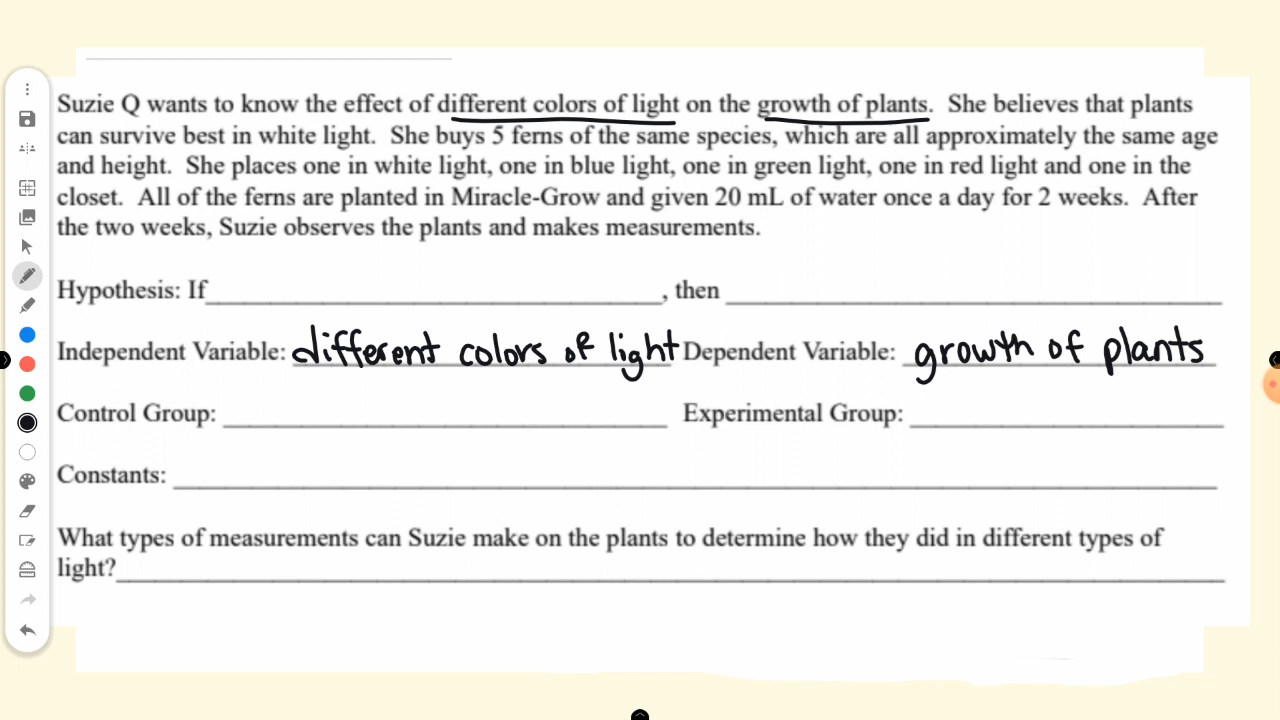 Suzie Q wants to know the effect of different colors of light on the growth of plants. She believes that plants
can survive best in white light. She buys 5 ferns of the same species, which are all approximately the same age
and height. She places one in white light, one in blue light, one in green light, one in red light and one in the
closet. All of the ferns are planted in Miracle-Grow and given 20 mL of water once a day for 2 weeks. After
the two weeks, Suzie observes the plants and makes measurements.
Hypothesis: If____________________, then ____________________
Independent Variable: different colors of light Dependent Variable: growth of plants
Control Group: ____________________ Experimental Group: ____________________
Constants: ____________________
What types of measurements can Suzie make on the plants to determine how they did in different types of
light?____________________